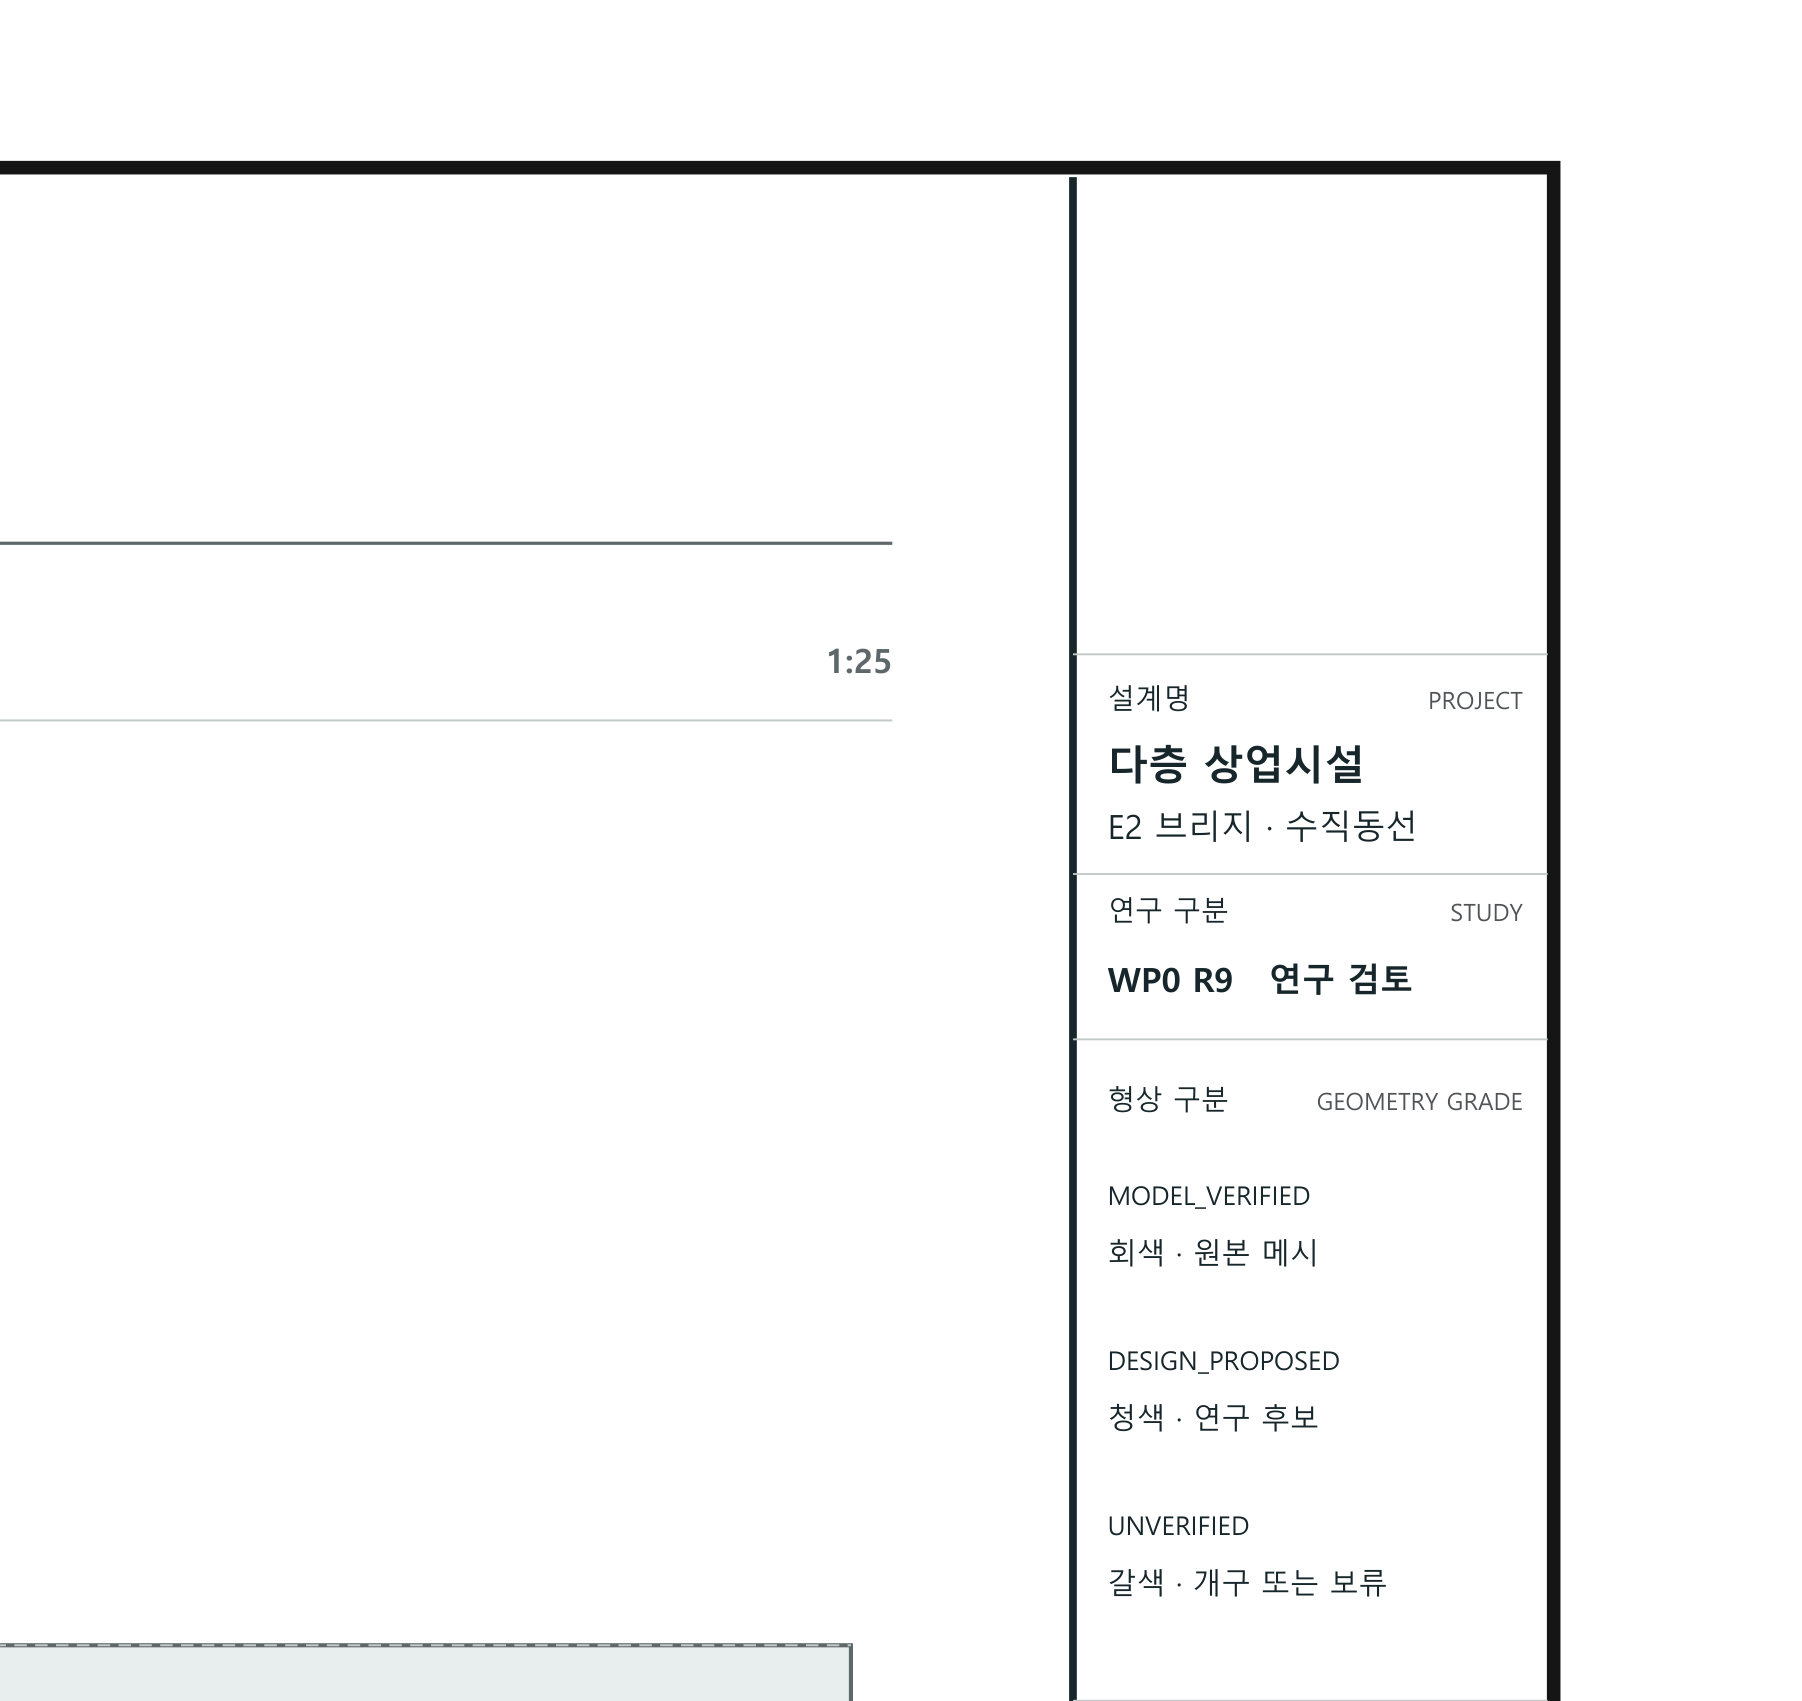 1:25
설계명 PROJECT
다층 상업시설
E2 브리지 · 수직동선
연구 구분 STUDY
WP0 R9 연구 검토
형상 구분 GEOMETRY GRADE
MODEL_VERIFIED
회색 · 원본 메시
DESIGN_PROPOSED
청색 · 연구 후보
UNVERIFIED
갈색 · 개구 또는 보류